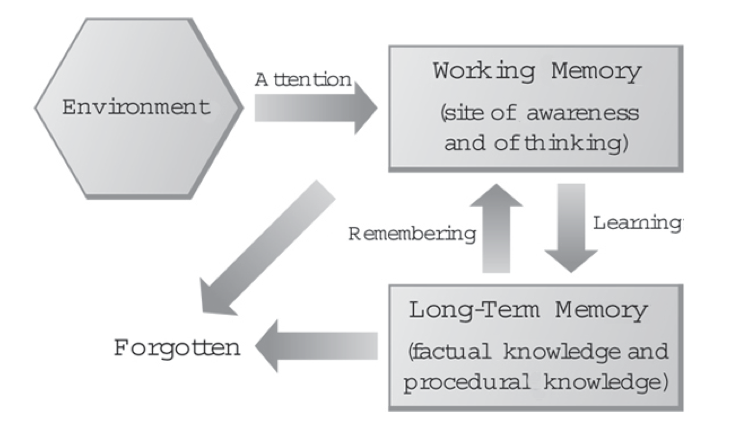 Environment
Attention
Working Memory
(site of awareness
and of thinking)
Remembering
Learning
Long-Term Memory
(factual knowledge and
procedural knowledge)
Forgotten